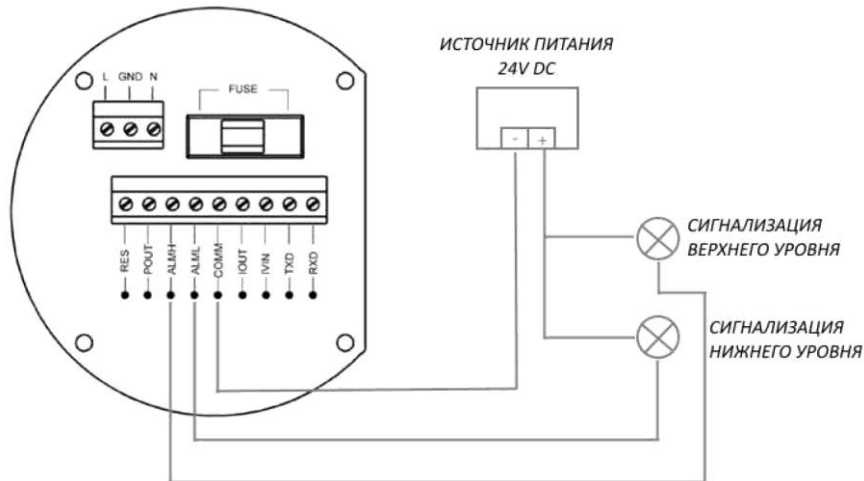 ИСТОЧНИК ПИТАНИЯ
24V DC
L GND N
FUSE
- +
RES POUT ALMH ALML COMM IOUT IVIN TXD RXD
СИГНАЛИЗАЦИЯ
ВЕРХНЕГО УРОВНЯ
СИГНАЛИЗАЦИЯ
НИЖНЕГО УРОВНЯ